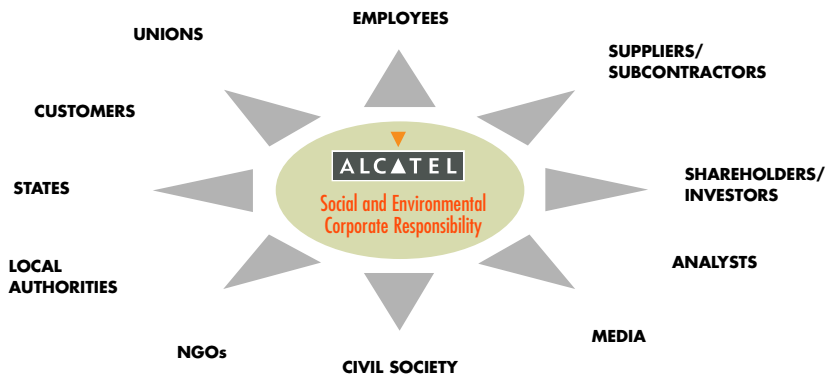 EMPLOYEES
UNIONS
SUPPLIERS/
SUBCONTRACTORS
CUSTOMERS
ALCATEL
STATES
SHAREHOLDERS/
INVESTORS
Social and Environmental
Corporate Responsibility
LOCAL
AUTHORITIES
ANALYSTS
MEDIA
NGOs
CIVIL SOCIETY